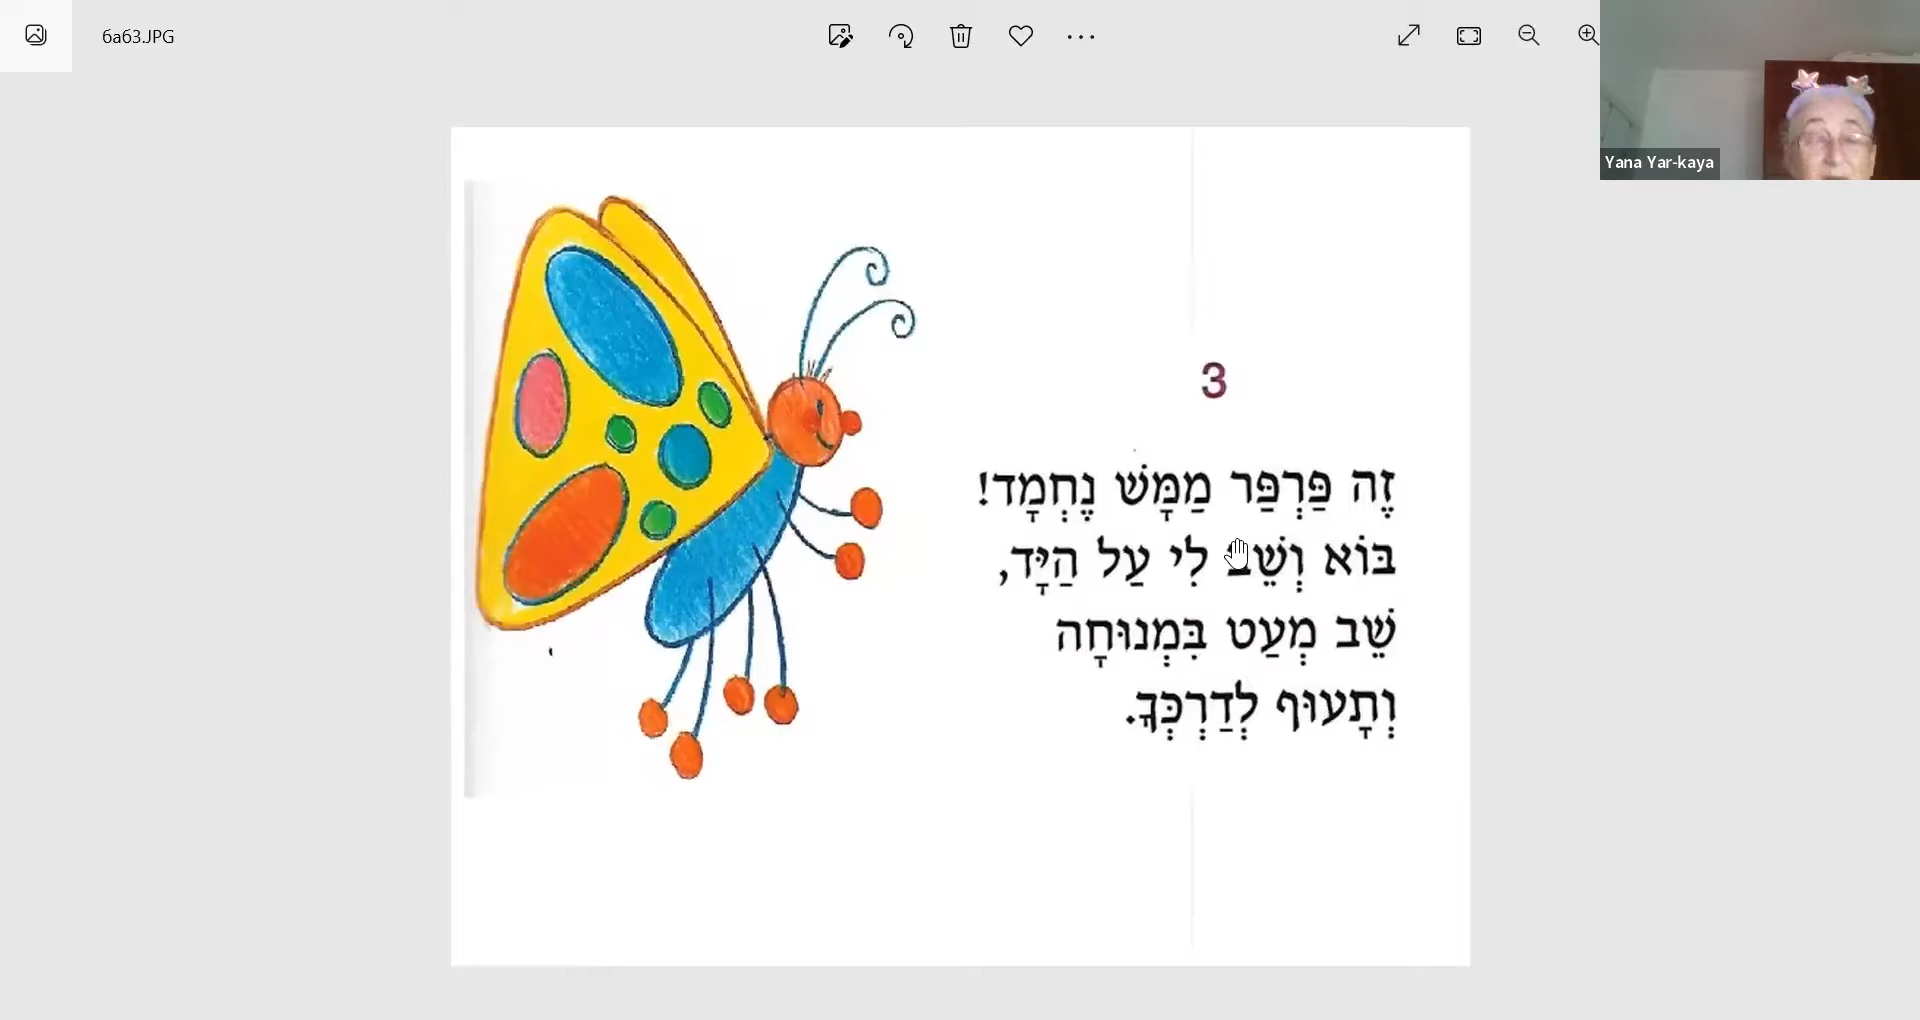 6a63.JPG
Yana Yar-kaya
3
זֶה פַּרְפַּר מַמָּשׁ נֶחְמָד!
בּוֹא וְשֵׁב לִי עַל הַיָּד,
שֵׁב מְעַט בִּמְנוּחָה
וְתָעוּף לְדַרְכְּךָ.